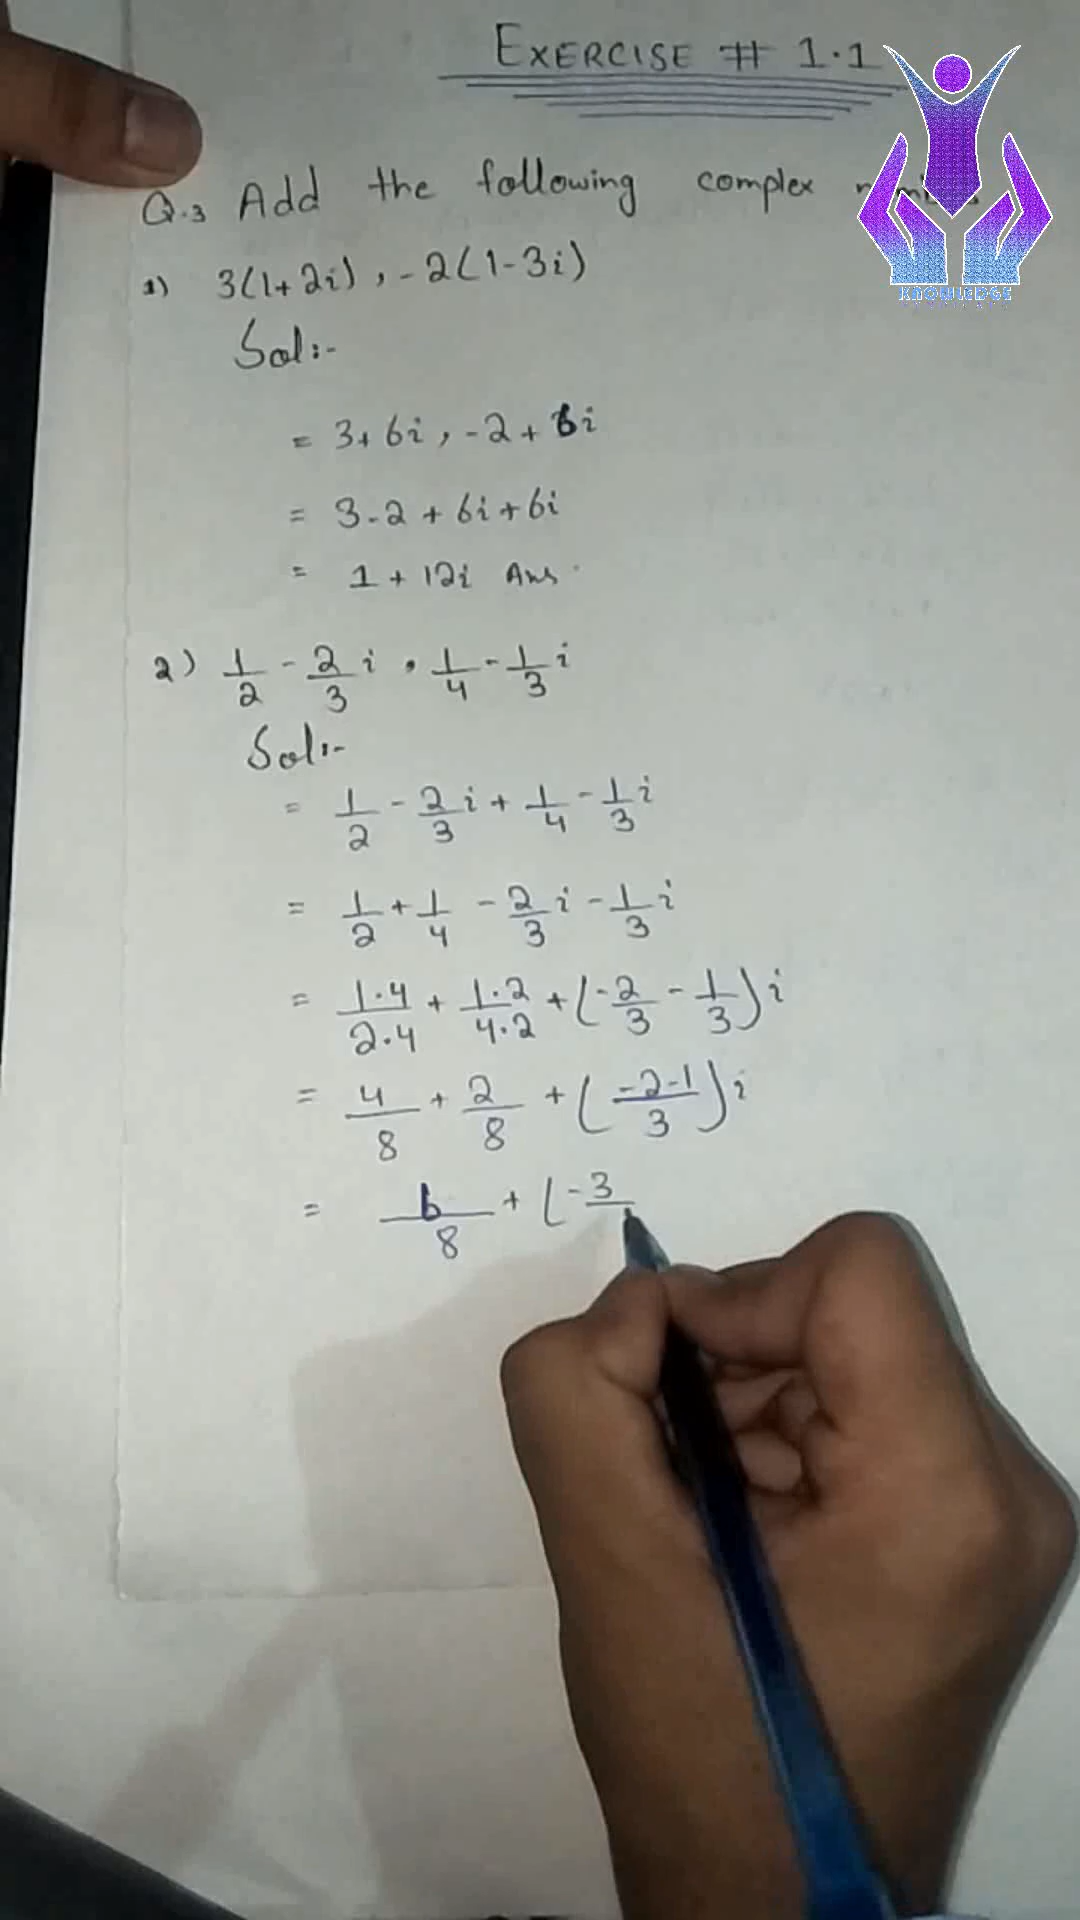 EXERCISE # 1.1
Q.3 Add the following complex
1) 3(1+2i), -2(1-3i)
Sol:-
= 3+6i, -2+6i
= 3-2+6i+6i
= 1+12i Ans.
2) 1/2 - 2/3 i, 1/4 - 1/3 i
Sol:-
= 1/2 - 2/3 i + 1/4 - 1/3 i
= 1/2 + 1/4 - 2/3 i - 1/3 i
= 1·4/2·4 + 1·2/4·2 + (-2/3 - 1/3)i
= 4/8 + 2/8 + (-2-1/3)i
= 6/8 + (-3/
KNOWLEDGE